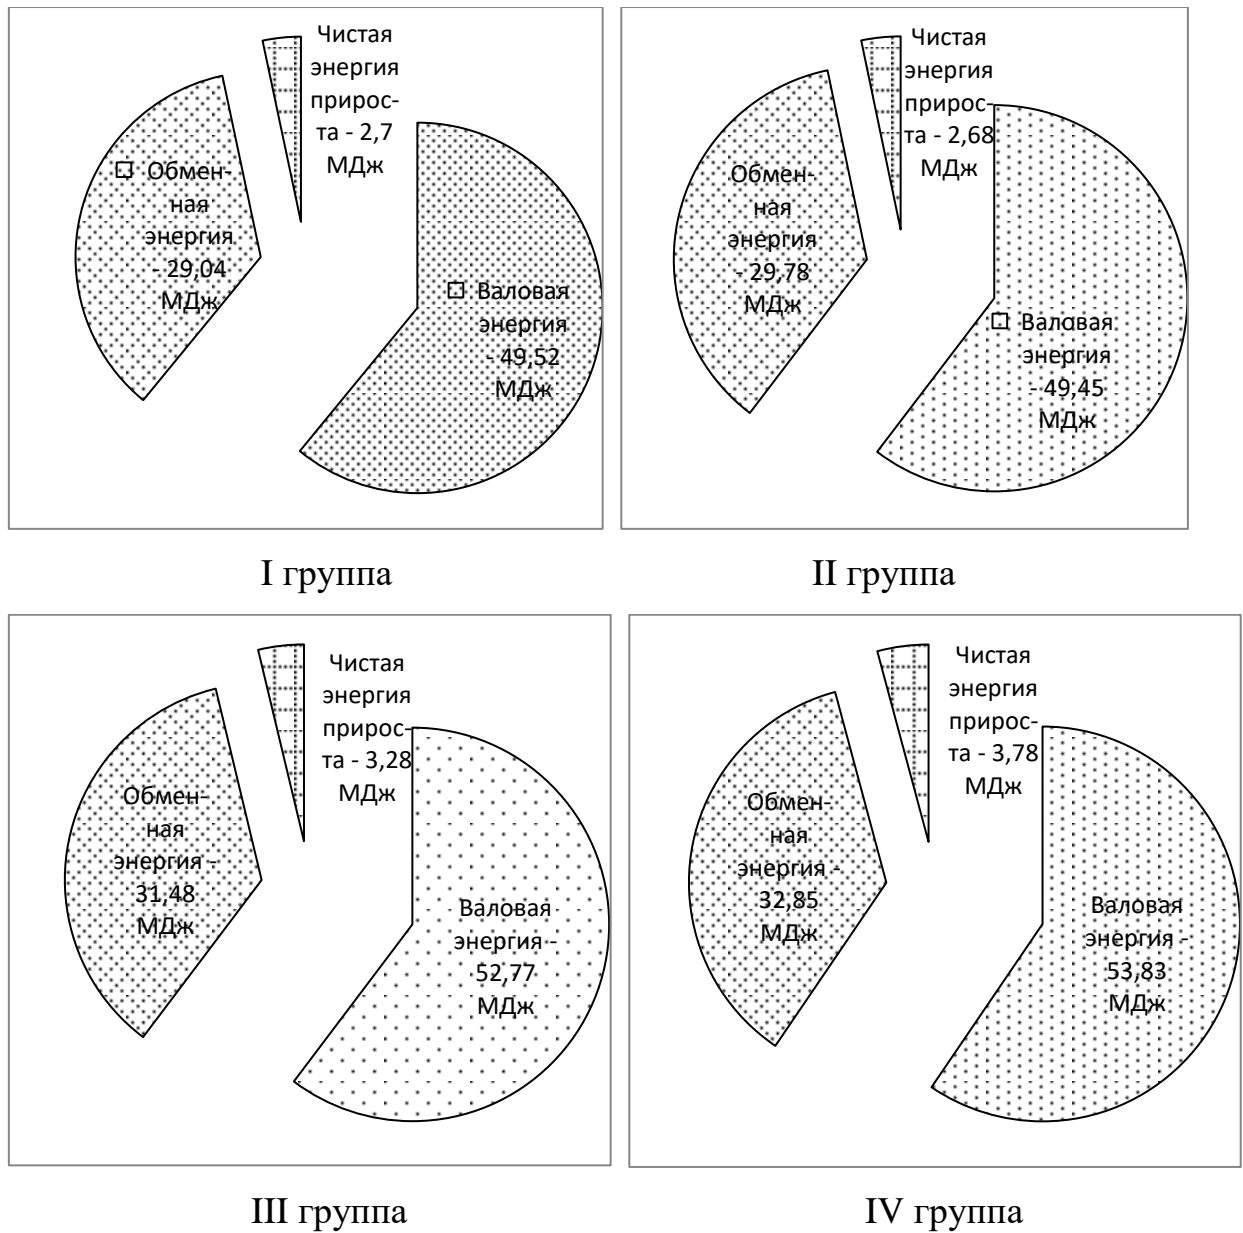 Чистая
энергия
прирос-
та - 2,7
МДж
Обмен-
ная
энергия
- 29,04
МДж
Валовая
энергия
- 49,52
МДж
I группа
Чистая
энергия
прирос-
та - 2,68
МДж
Обмен-
ная
энергия
- 29,78
МДж
Валовая
энергия
- 49,45
МДж
II группа
Чистая
энергия
прирос-
та - 3,28
МДж
Обмен-
ная
энергия -
31,48
МДж
Валовая
энергия -
52,77
МДж
III группа
Чистая
энергия
прирос-
та - 3,78
МДж
Обмен-
ная
энергия -
32,85
МДж
Валовая
энергия -
53,83
МДж
IV группа